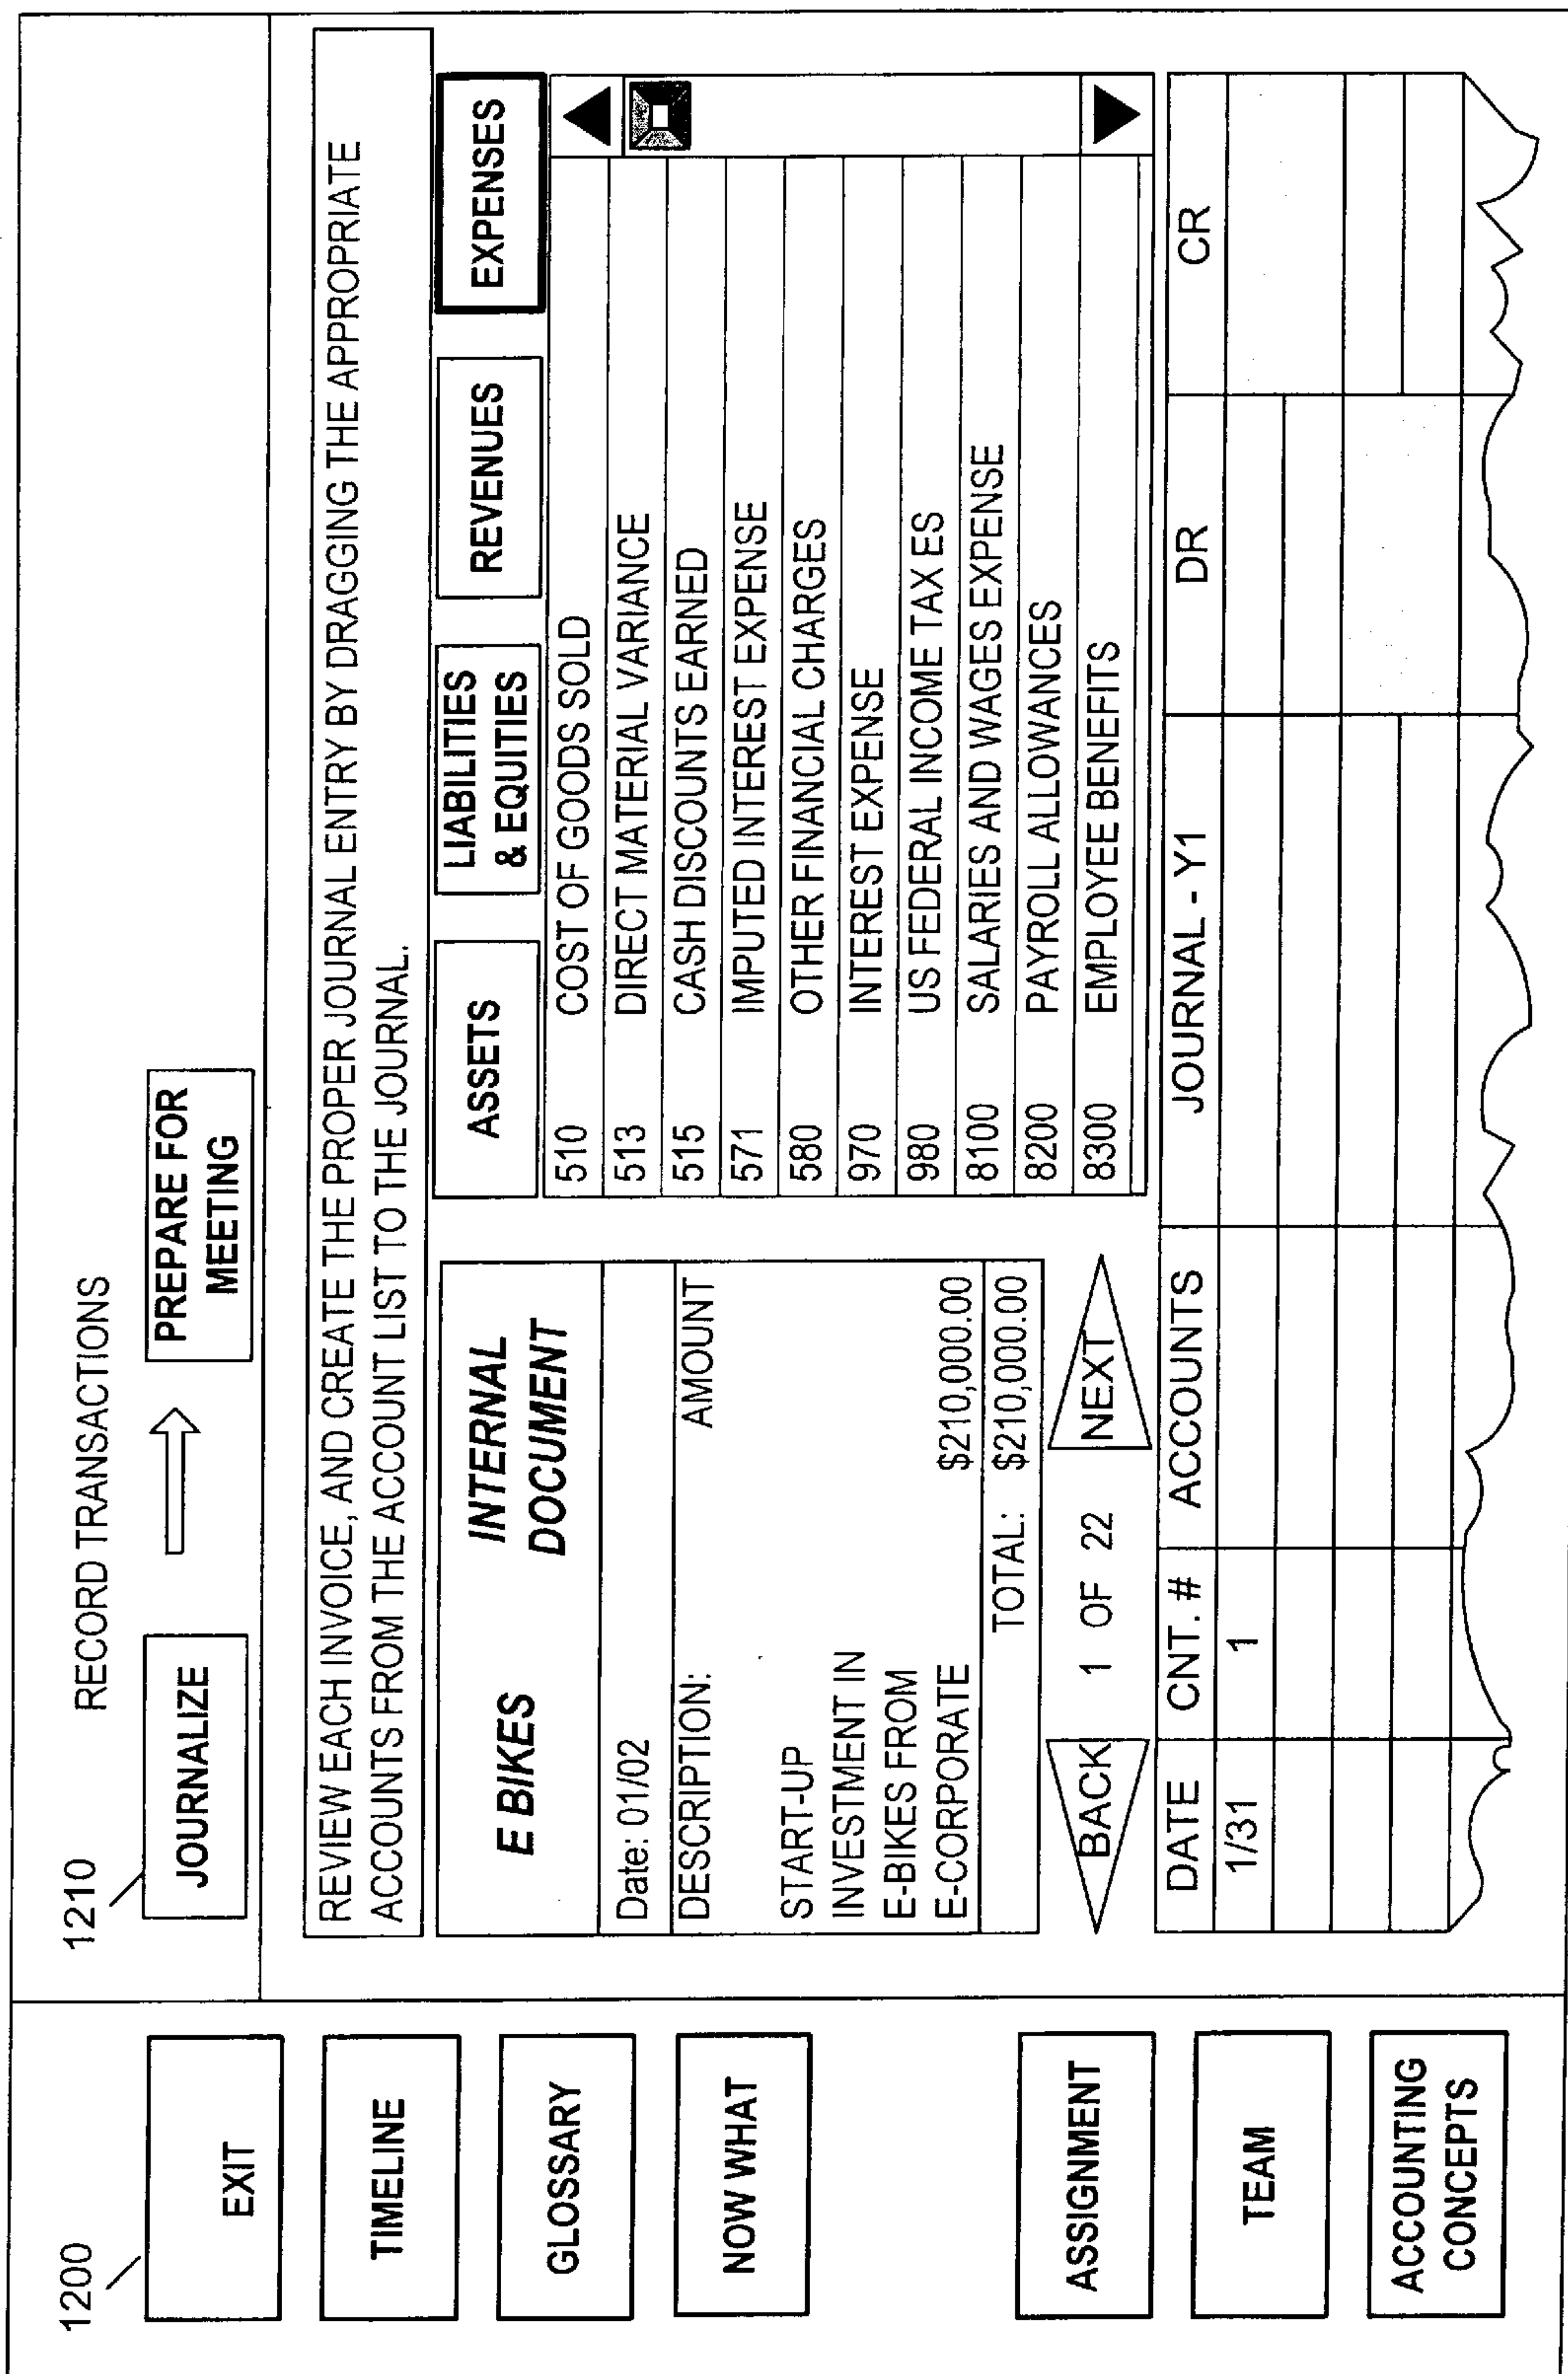 1200
EXIT
TIMELINE
GLOSSARY
NOW WHAT
ASSIGNMENT
TEAM
ACCOUNTING
CONCEPTS
1210
RECORD TRANSACTIONS
JOURNALIZE
PREPARE FOR
MEETING
REVIEW EACH INVOICE, AND CREATE THE PROPER JOURNAL ENTRY BY DRAGGING THE APPROPRIATE
ACCOUNTS FROM THE ACCOUNT LIST TO THE JOURNAL.
E BIKES INTERNAL
DOCUMENT
Date: 01/02
DESCRIPTION: AMOUNT
START-UP
INVESTMENT IN
E-BIKES FROM
E-CORPORATE $210,000.00
TOTAL: $210,000.00
BACK 1 OF 22 NEXT
ASSETS LIABILITIES
& EQUITIES REVENUES EXPENSES
510 COST OF GOODS SOLD
513 DIRECT MATERIAL VARIANCE
515 CASH DISCOUNTS EARNED
571 IMPUTED INTEREST EXPENSE
580 OTHER FINANCIAL CHARGES
970 INTEREST EXPENSE
980 US FEDERAL INCOME TAX ES
8100 SALARIES AND WAGES EXPENSE
8200 PAYROLL ALLOWANCES
8300 EMPLOYEE BENEFITS
DATE CNT. # ACCOUNTS JOURNAL - Y1 DR CR
1/31 1